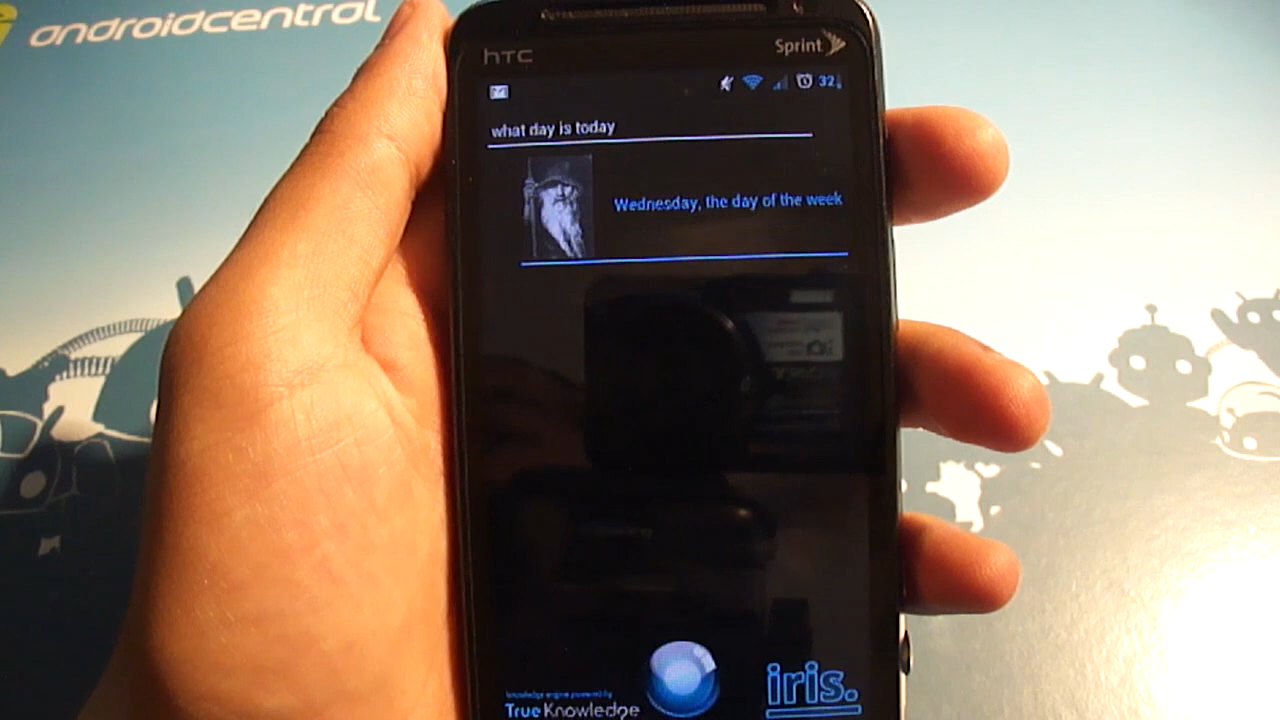 androidcentral
hTC
Sprint
32
what day is today
Wednesday, the day of the week
knowledge engine powered by
True Knowledge
iris.